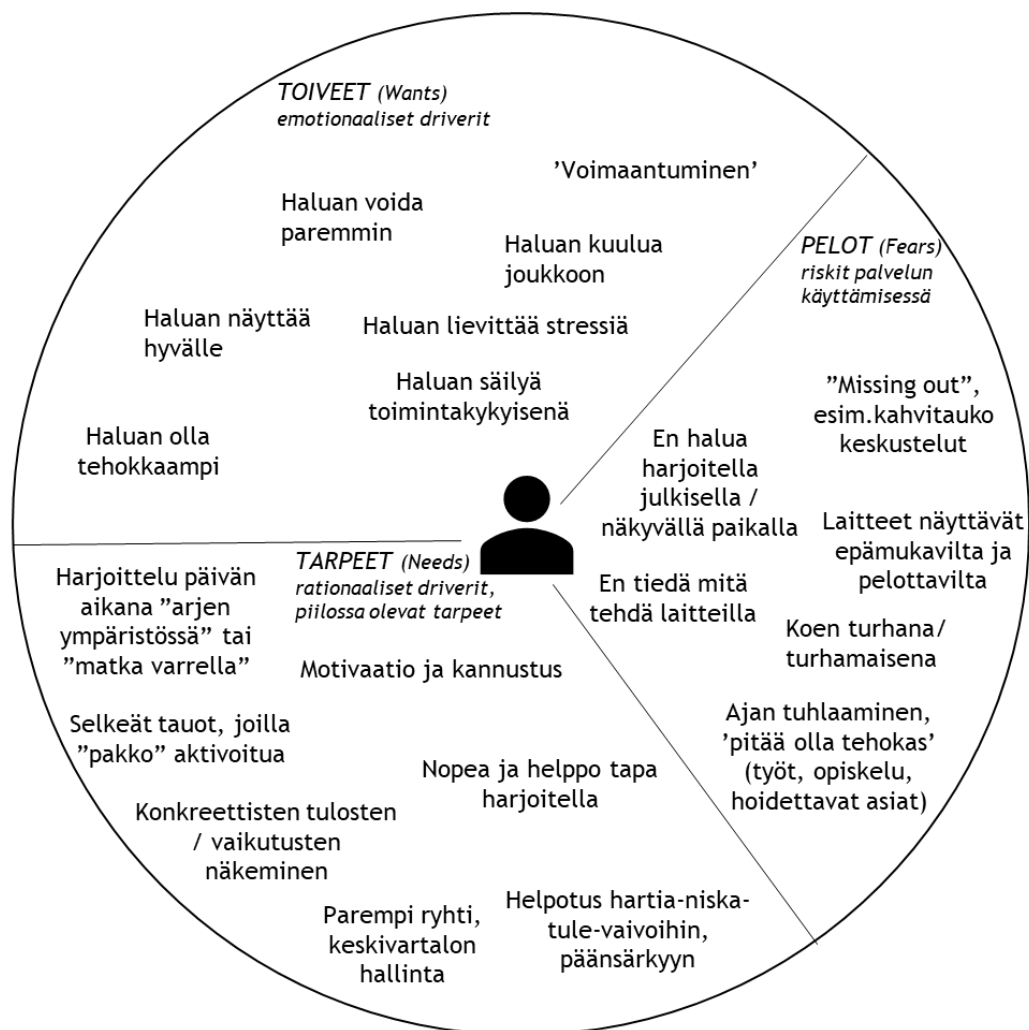 TOIVEET (Wants)
emotionaaliset driverit
’Voimaantuminen’
Haluan voida
paremmin
Haluan kuulua
joukkoon
Haluan näyttää
hyvälle
Haluan lievittää stressiä
Haluan säilyä
toimintakykyisenä
Haluan olla
tehokkaampi
PELOT (Fears)
riskit palvelun
käyttämisessä
”Missing out”,
esim.kahvitauko
keskustelut
En halua
harjoitella
julkisella /
näkyvällä paikalla
Laitteet näyttävät
epämukavilta ja
pelottavilta
En tiedä mitä
tehdä laitteilla
Koen turhana/
turhamaisena
Ajan tuhlaaminen,
’pitää olla tehokas’
(työt, opiskelu,
hoidettavat asiat)
TARPEET (Needs)
rationaaliset driverit,
piilossa olevat tarpeet
Harjoittelu päivän
aikana ”arjen
ympäristössä” tai
”matka varrella”
Motivaatio ja kannustus
Selkeät tauot, joilla
”pakko” aktivoitua
Nopea ja helppo tapa
harjoitella
Konkreettisten tulosten
/ vaikutusten
näkeminen
Parempi ryhti,
keskivartalon
hallinta
Helpotus hartia-niska-
tule-vaivoihin,
päänsärkyyn